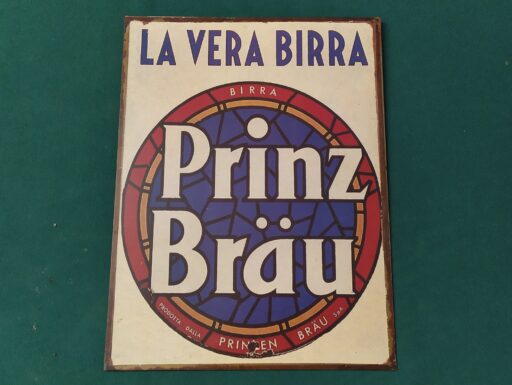 LA VERA BIRRA
BIRRA
Prinz
Bräu
PRODOTTA DALLA PRINZEN BRÄU S.p.A.